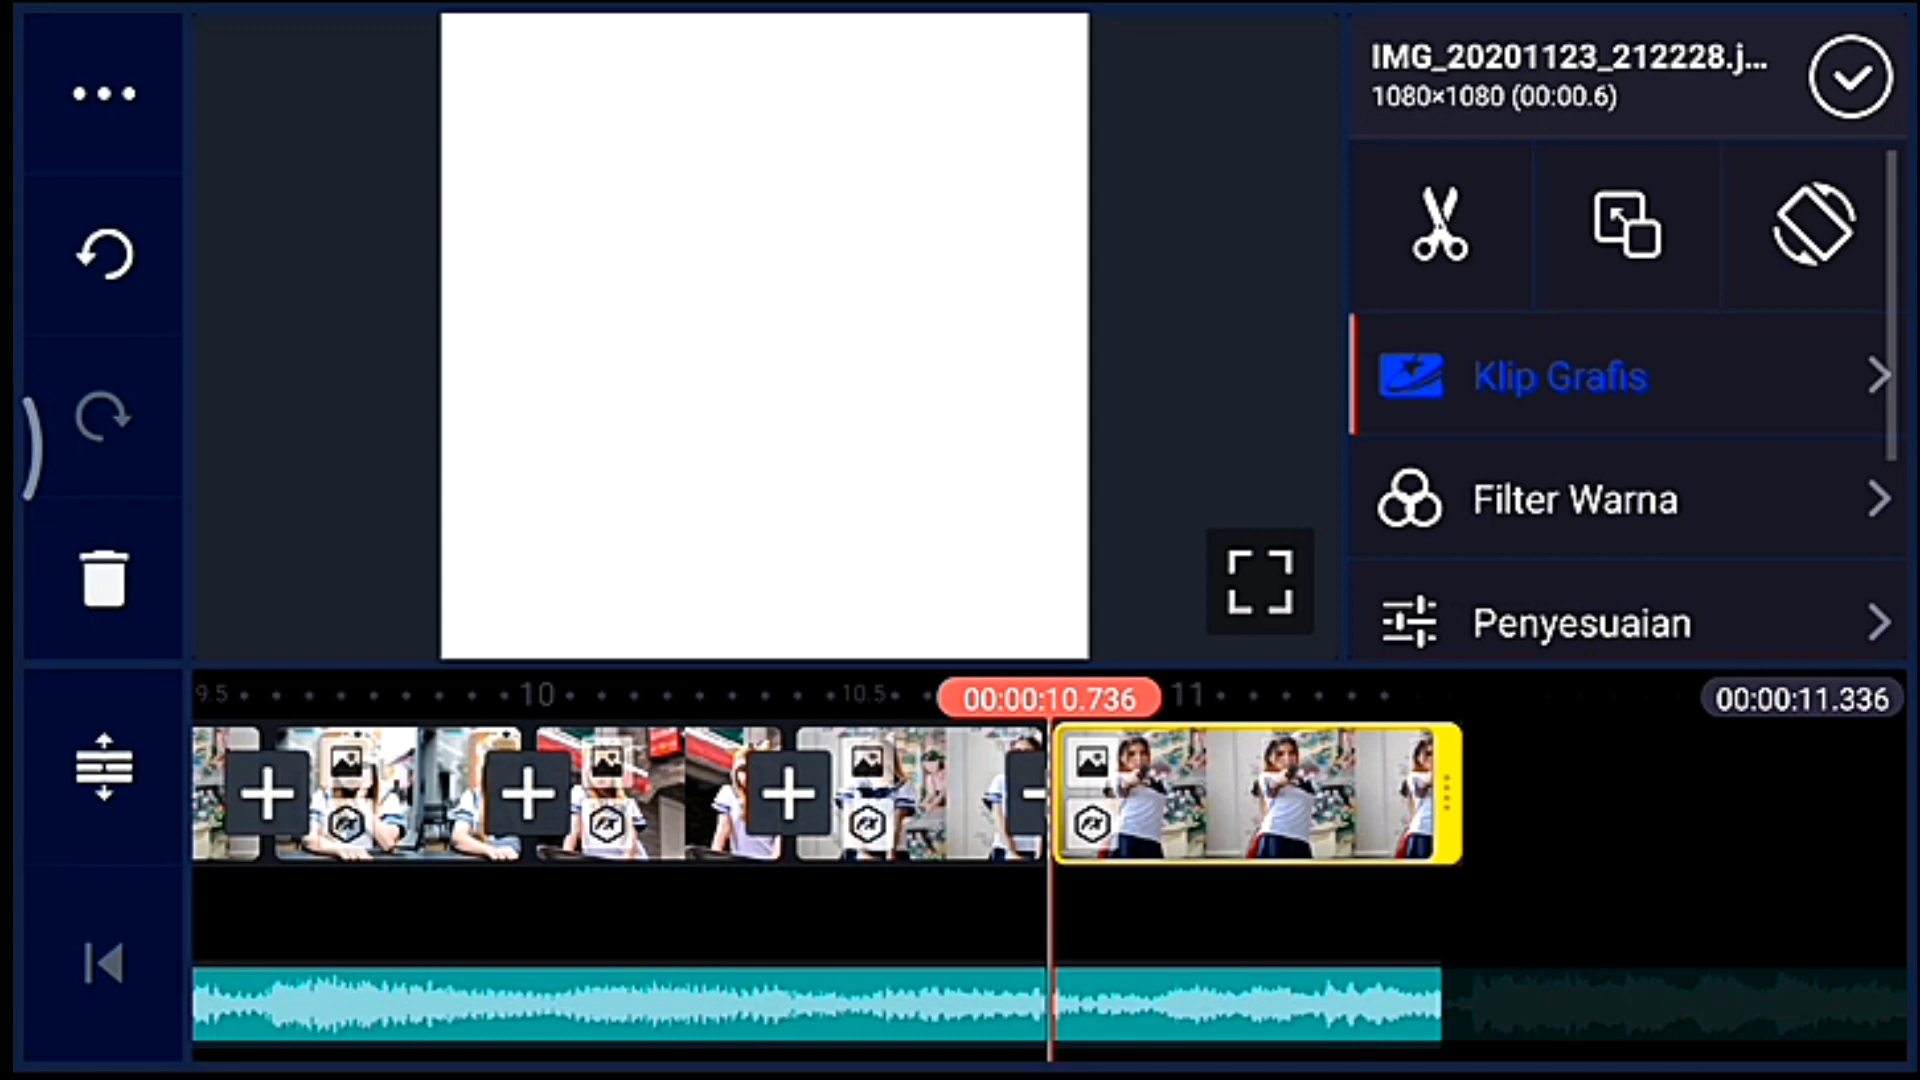 IMG_20201123_212228.j...
1080×1080 (00:00.6)
Klip Grafis
Filter Warna
Penyesuaian
9.5
10
10.5
00:00:10.736
11
00:00:11.336